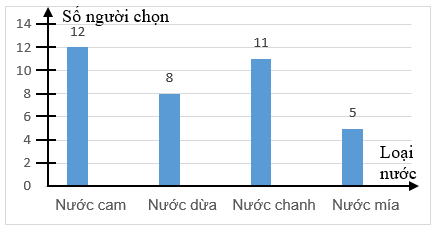 Số người chọn
14
12
10
8
6
4
2
0
12
8
11
5
Loại
nước
Nước cam
Nước dừa
Nước chanh
Nước mía